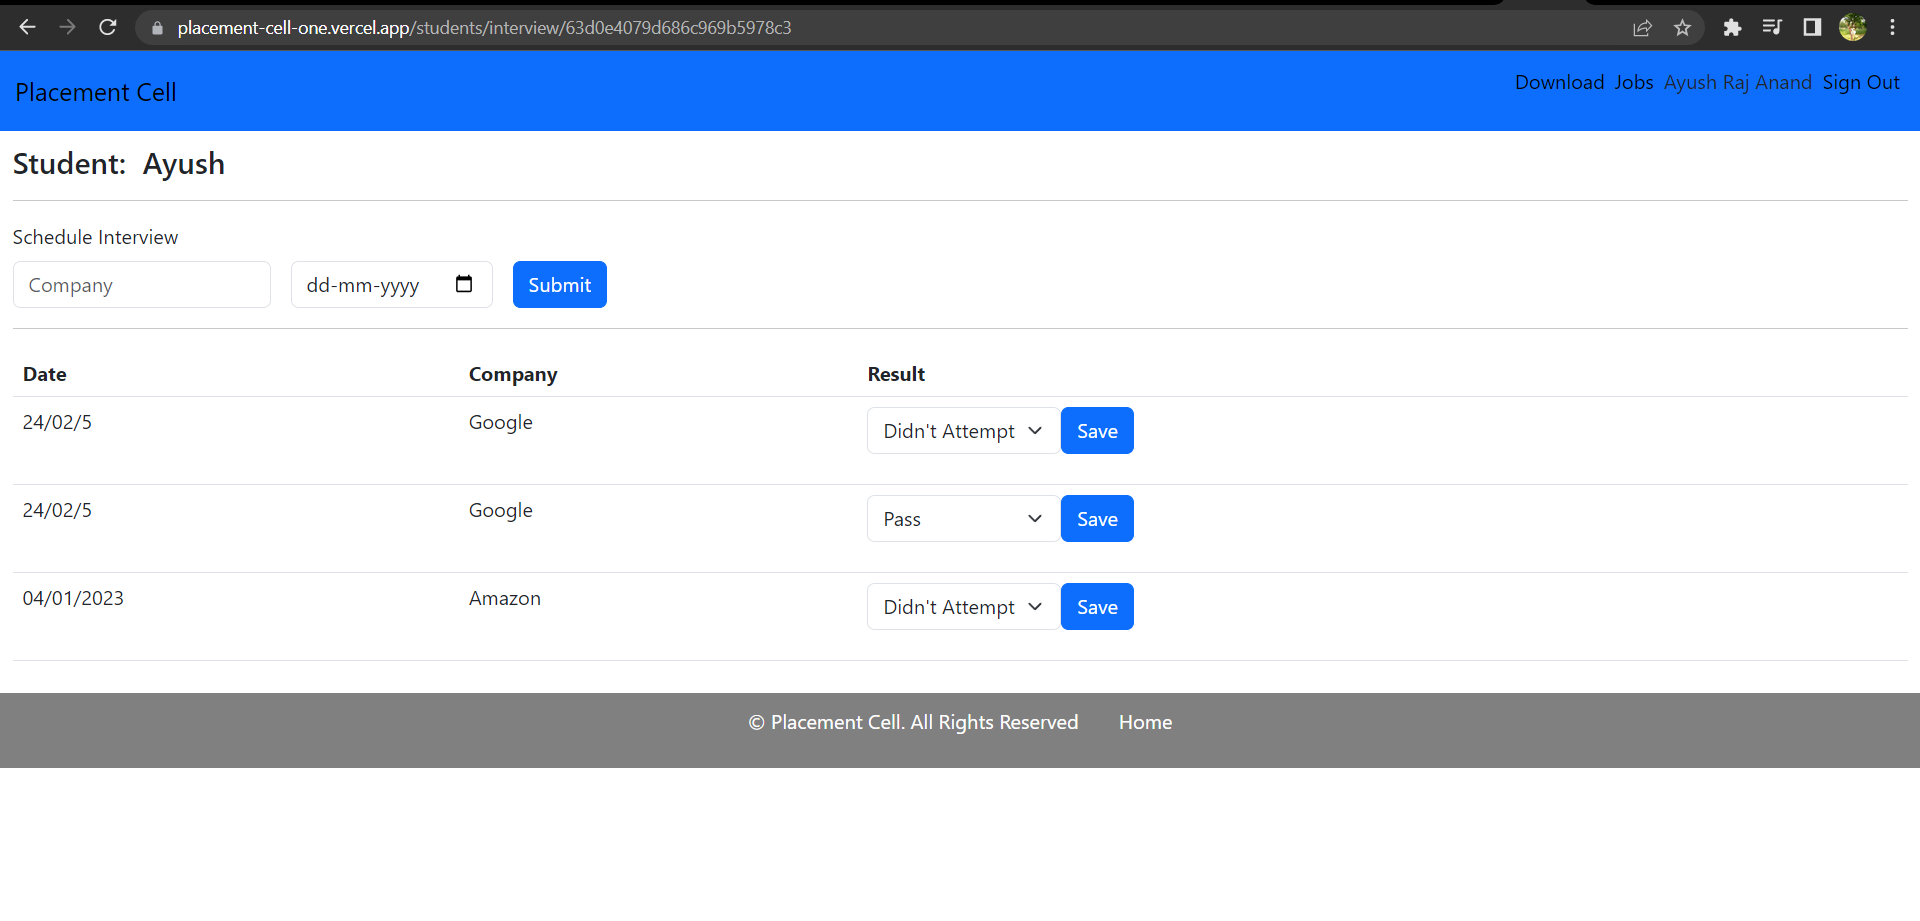 placement-cell-one.vercel.app/students/interview/63d0e4079d686c969b5978c3
Placement Cell
Download Jobs Ayush Raj Anand Sign Out
Student: Ayush
Schedule Interview
Company dd-mm-yyyy Submit
Date Company Result
24/02/5 Google Didn't Attempt Save
24/02/5 Google Pass Save
04/01/2023 Amazon Didn't Attempt Save
© Placement Cell. All Rights Reserved Home